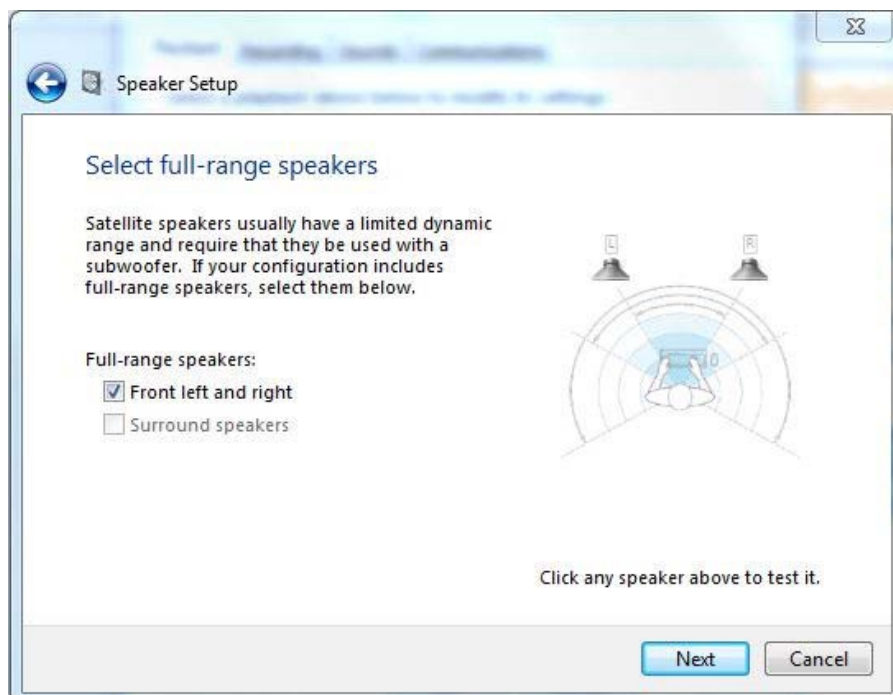 Speaker Setup
Select full-range speakers
Satellite speakers usually have a limited dynamic
range and require that they be used with a
subwoofer.  If your configuration includes
full-range speakers, select them below.
L
R
Full-range speakers:
Front left and right
Surround speakers
Click any speaker above to test it.
Next
Cancel